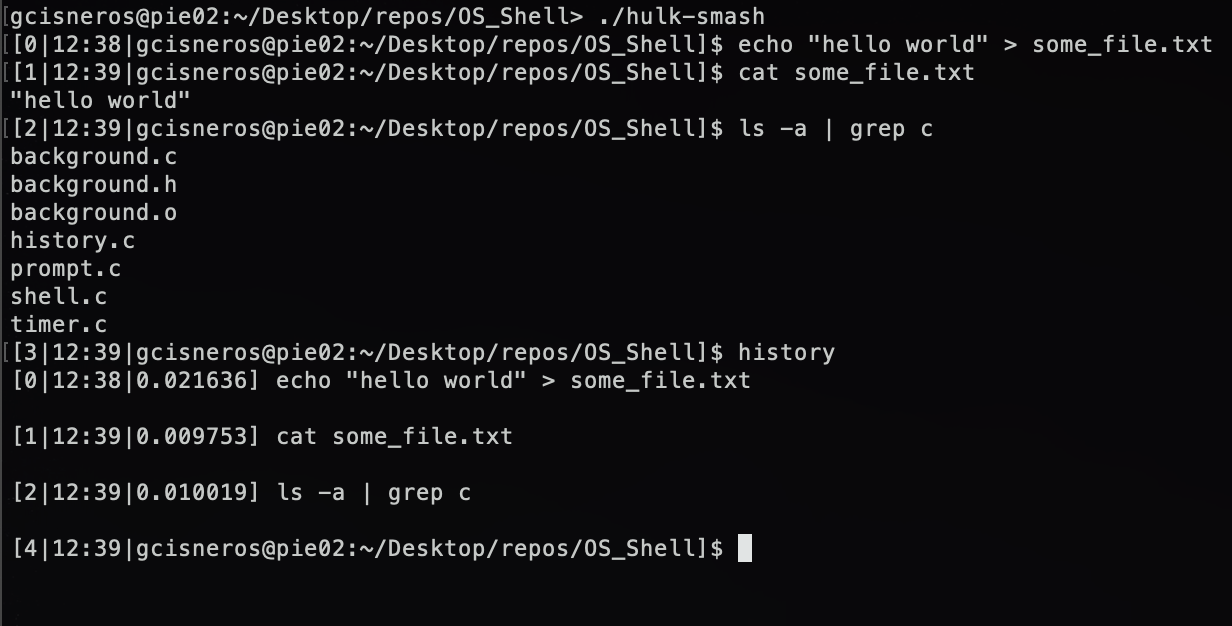 [gcisneros@pie02:~/Desktop/repos/OS_Shell> ./hulk-smash
[[0|12:38|gcisneros@pie02:~/Desktop/repos/OS_Shell]$ echo "hello world" > some_file.txt
[[1|12:39|gcisneros@pie02:~/Desktop/repos/OS_Shell]$ cat some_file.txt
"hello world"
[[2|12:39|gcisneros@pie02:~/Desktop/repos/OS_Shell]$ ls -a | grep c
background.c
background.h
background.o
history.c
prompt.c
shell.c
timer.c
[[3|12:39|gcisneros@pie02:~/Desktop/repos/OS_Shell]$ history
[0|12:38|0.021636] echo "hello world" > some_file.txt
[1|12:39|0.009753] cat some_file.txt
[2|12:39|0.010019] ls -a | grep c
[4|12:39|gcisneros@pie02:~/Desktop/repos/OS_Shell]$